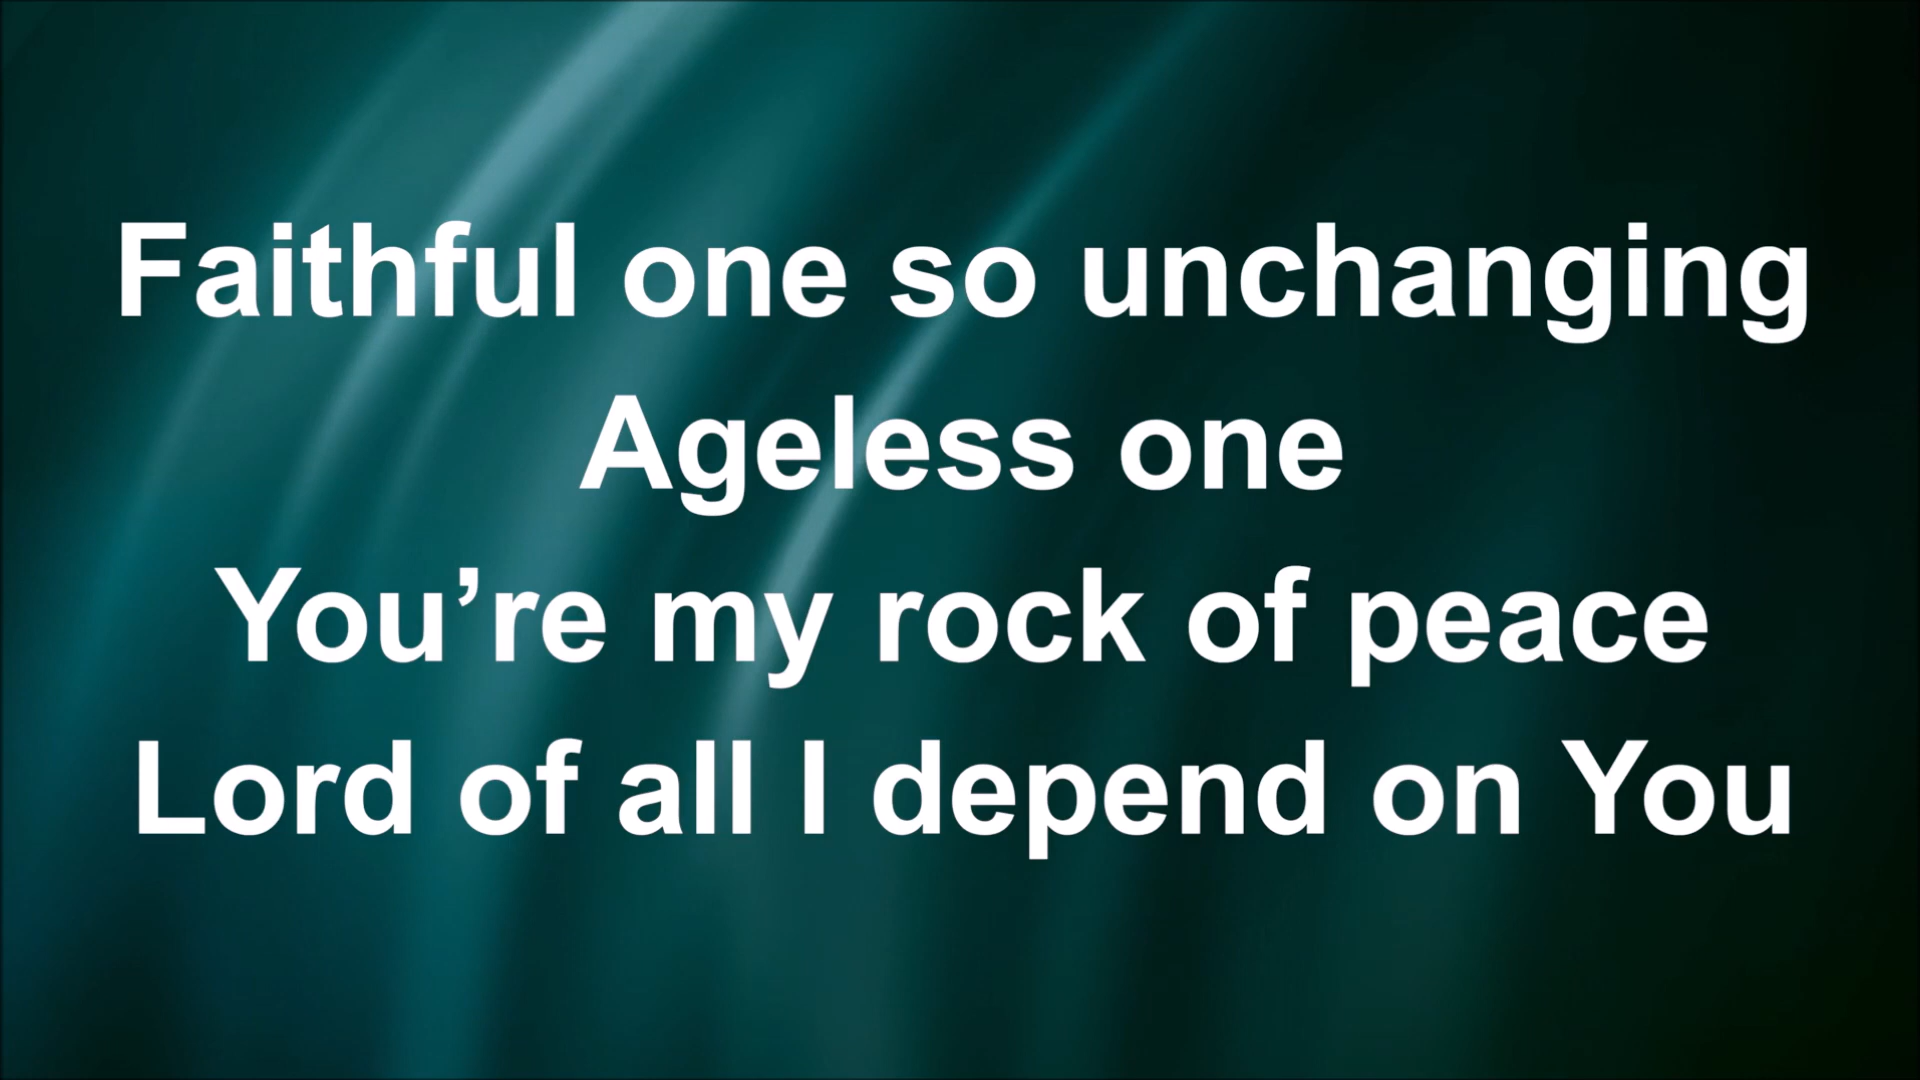 Faithful one so unchanging
Ageless one
You’re my rock of peace
Lord of all I depend on You